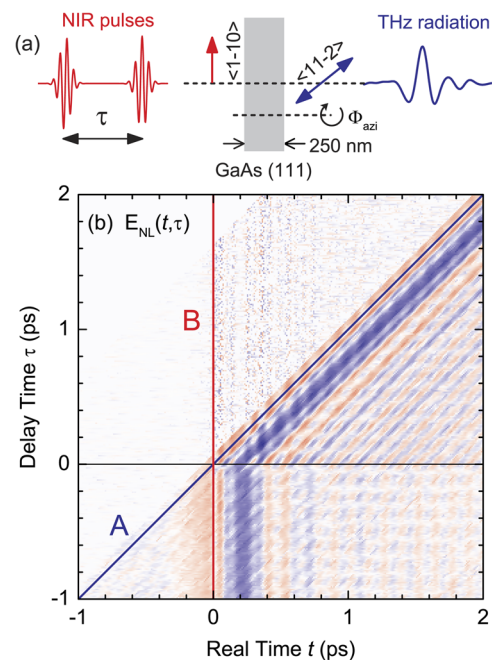 (a)
NIR pulses
THz radiation
τ
<1-10>
<11-2>
Φazi
250 nm
GaAs (111)
(b) E_NL(t,τ)
B
A
2
1
0
-1
Delay Time τ (ps)
-1 0 1 2
Real Time t (ps)